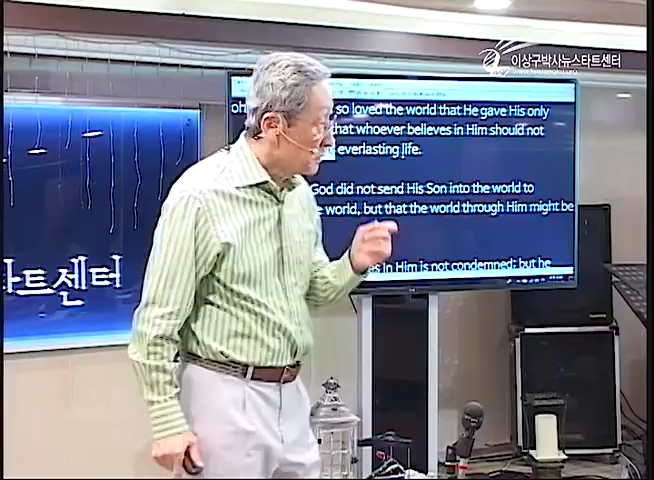 이상구박사뉴스타트센터
so loved the world that He gave His only
that whoever believes in Him should not
everlasting life.
God did not send His Son into the world to
world, but that the world through Him might be
스타트센터
in Him is not condemned; but he